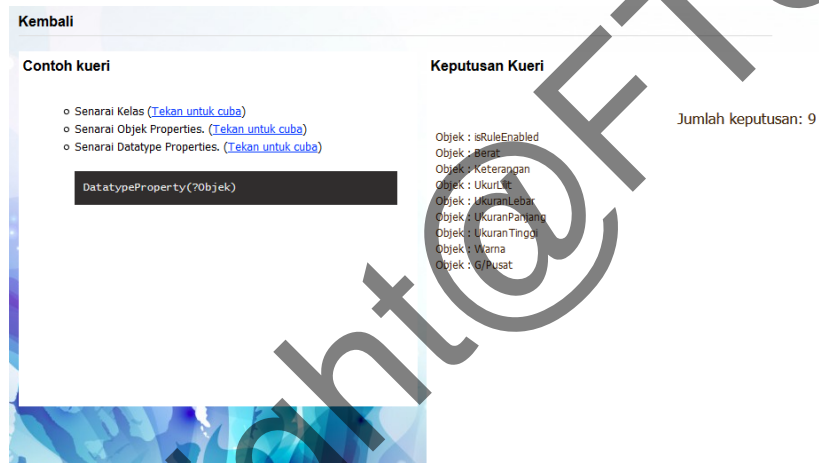 Kembali
Contoh kueri
Senarai Kelas (Tekan untuk cuba)
Senarai Objek Properties. (Tekan untuk cuba)
Senarai Datatype Properties. (Tekan untuk cuba)
DatatypeProperty(?Objek)
Keputusan Kueri
Jumlah keputusan: 9
Objek : isRuleEnabled
Objek : Berat
Objek : Keterangan
Objek : UkurLilit
Objek : UkuranLebar
Objek : UkuranPanjang
Objek : UkuranTinggi
Objek : Warna
Objek : G/Pusat
ght@FT